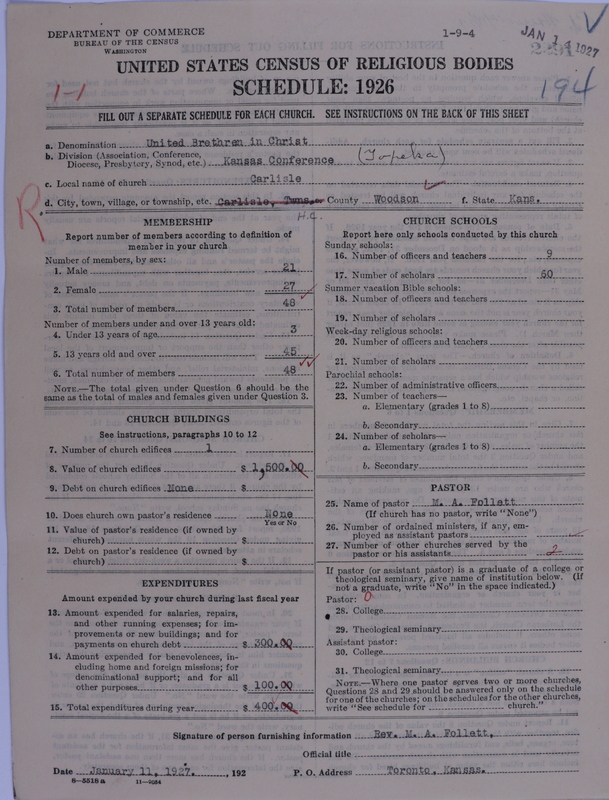 DEPARTMENT OF COMMERCE
BUREAU OF THE CENSUS
WASHINGTON
1-9-4
JAN 14 1927
UNITED STATES CENSUS OF RELIGIOUS BODIES
SCHEDULE: 1926
1-1
194
FILL OUT A SEPARATE SCHEDULE FOR EACH CHURCH. SEE INSTRUCTIONS ON THE BACK OF THIS SHEET
a. Denomination United Brethren in Christ
b. Division (Association, Conference, Diocese, Presbytery, Synod, etc.) Kansas Conference (Topeka)
c. Local name of church Carlisle
d. City, town, village, or township, etc. Carlisle, Twns. e. County Woodson f. State Kans.
R
H.C.
MEMBERSHIP
Report number of members according to definition of
member in your church
Number of members, by sex:
1. Male 21
2. Female 27
3. Total number of members 48
Number of members under and over 13 years old:
4. Under 13 years of age 3
5. 13 years old and over 45
6. Total number of members 48
NOTE.—The total given under Question 6 should be the
same as the total of males and females given under Question 3.
CHURCH BUILDINGS
See instructions, paragraphs 10 to 12
7. Number of church edifices 1
8. Value of church edifices $ 1,500.00
9. Debt on church edifices None $
10. Does church own pastor's residence None
Yes or No
11. Value of pastor's residence (if owned by
church) $
12. Debt on pastor's residence (if owned by
church) $
EXPENDITURES
Amount expended by your church during last fiscal year
13. Amount expended for salaries, repairs,
and other running expenses; for im-
provements or new buildings; and for
payments on church debt $ 300.00
14. Amount expended for benevolences, in-
cluding home and foreign missions; for
denominational support; and for all
other purposes $ 100.00
15. Total expenditures during year $ 400.00
CHURCH SCHOOLS
Report here only schools conducted by this church
Sunday schools:
16. Number of officers and teachers 9
17. Number of scholars 60
Summer vacation Bible schools:
18. Number of officers and teachers
19. Number of scholars
Week-day religious schools:
20. Number of officers and teachers
21. Number of scholars
Parochial schools:
22. Number of administrative officers
23. Number of teachers—
a. Elementary (grades 1 to 8)
b. Secondary
24. Number of scholars—
a. Elementary (grades 1 to 8)
b. Secondary
PASTOR
25. Name of pastor M. A. Follett
(If church has no pastor, write "None")
26. Number of ordained ministers, if any, em-
ployed as assistant pastors
27. Number of other churches served by the
pastor or his assistants 2
If pastor (or assistant pastor) is a graduate of a college or
theological seminary, give name of institution below. (If
not a graduate, write "No" in the space indicated.)
Pastor: 0
28. College
29. Theological seminary
Assistant pastor:
30. College
31. Theological seminary
NOTE.—Where one pastor serves two or more churches,
Questions 28 and 29 should be answered only on the schedule
for one of the churches; on the schedules for the other churches,
write "See schedule for church."
Signature of person furnishing information Rev. M. A. Follett,
Official title
Date January 11, 1927. , 192 P. O. Address Toronto, Kansas.
8—5518 a 11—9034